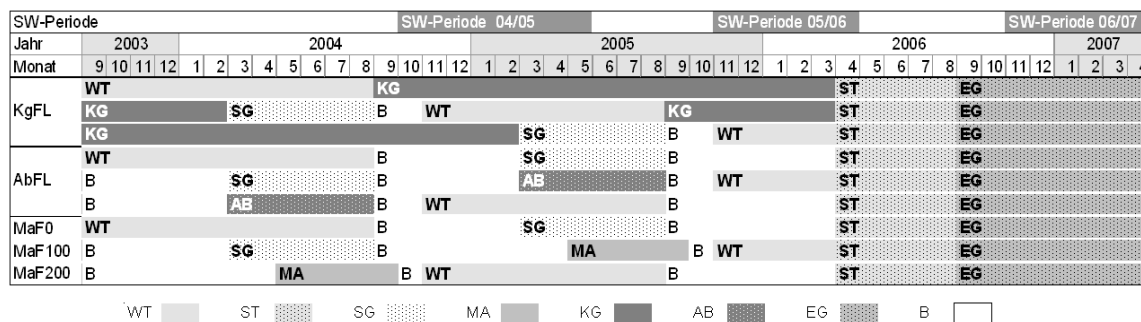 SW-Periode SW-Periode 04/05 SW-Periode 05/06 SW-Periode 06/07
Jahr 2003 2004 2005 2006 2007
Monat 9 10 11 12 1 2 3 4 5 6 7 8 9 10 11 12 1 2 3 4 5 6 7 8 9 10 11 12 1 2 3 4 5 6 7 8 9 10 11 12 1 2 3 4
WT KG ST EG
KgFL KG SG B WT KG ST EG
KG SG B WT ST EG
WT B SG B ST EG
AbFL B SG AB B WT ST EG
B AB B WT B ST EG
MaF0 WT B SG B ST EG
MaF100 B SG B MA B WT ST EG
MaF200 B MA B WT B ST EG
WT ST SG MA KG AB EG B